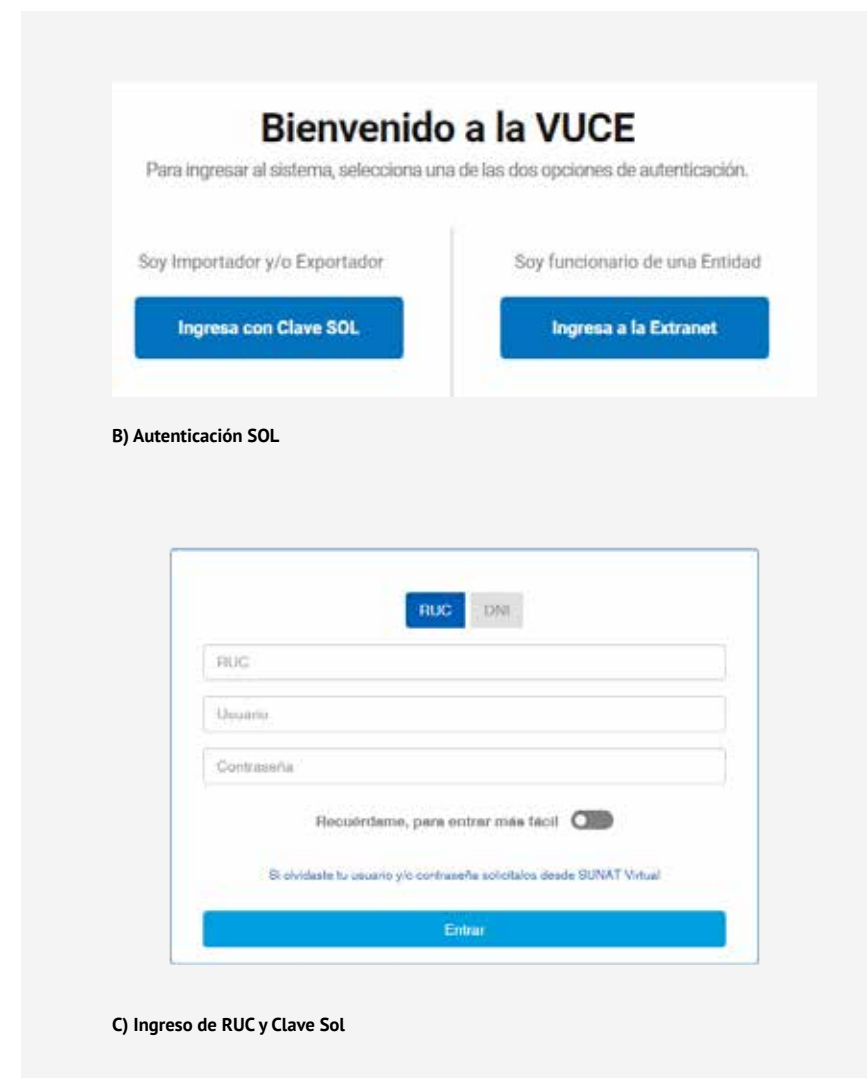 Bienvenido a la VUCE
Para ingresar al sistema, selecciona una de las dos opciones de autenticación.
Soy Importador y/o Exportador
Soy funcionario de una Entidad
Ingresa con Clave SOL
Ingresa a la Extranet
B) Autenticación SOL
RUC
DNI
RUC
Usuario
Contraseña
Recuérdame, para entrar más fácil
Si olvidaste tu usuario y/o contraseña solicítalos desde SUNAT Virtual
Entrar
C) Ingreso de RUC y Clave Sol